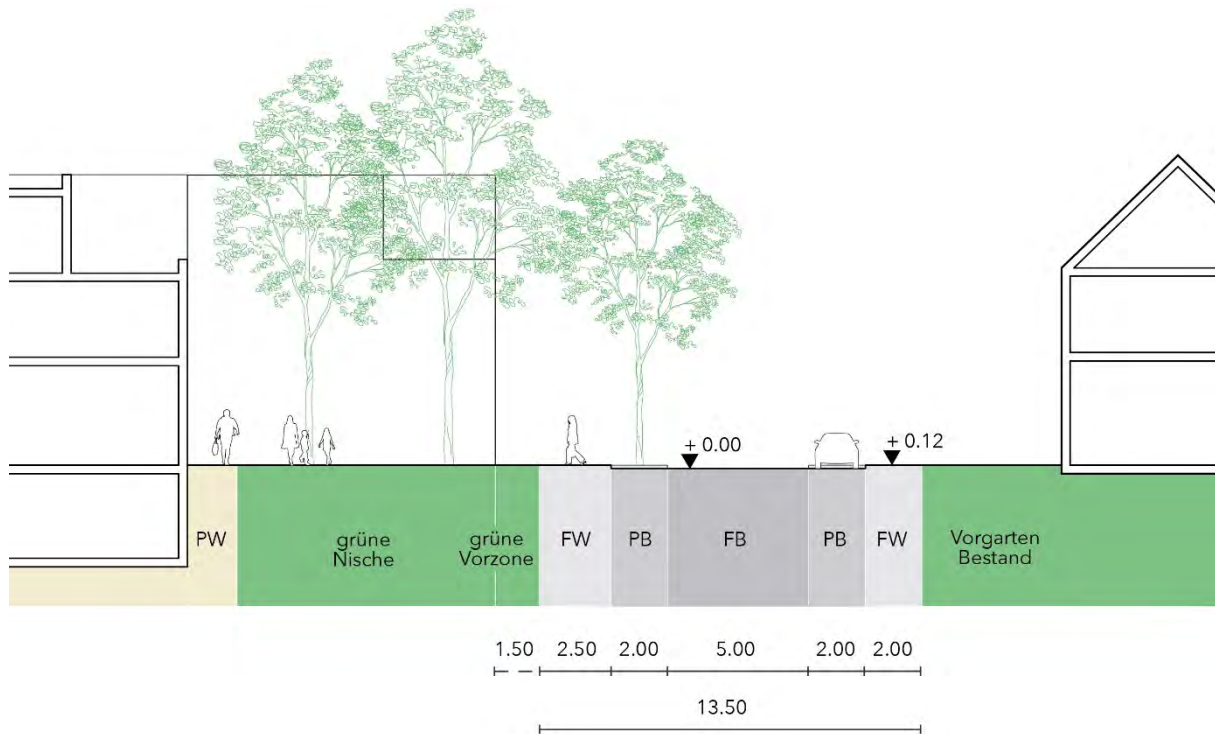 + 0.00
+ 0.12
PW
grüne
Nische
grüne
Vorzone
FW
PB
FB
PB
FW
Vorgarten
Bestand
1.50 2.50 2.00 5.00 2.00 2.00
13.50